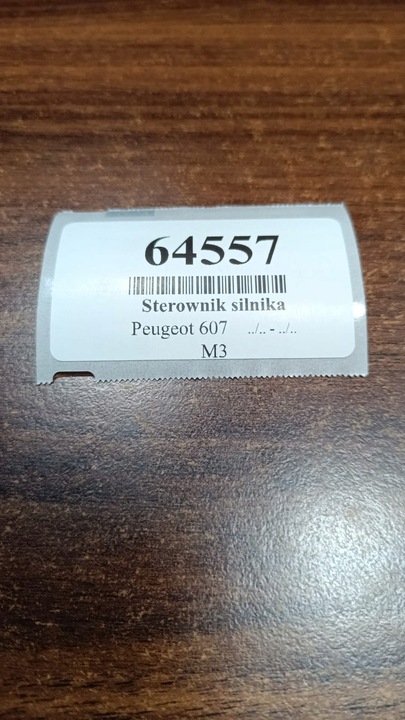 64557
Sterownik silnika
Peugeot 607 ../.. - ../..
M3